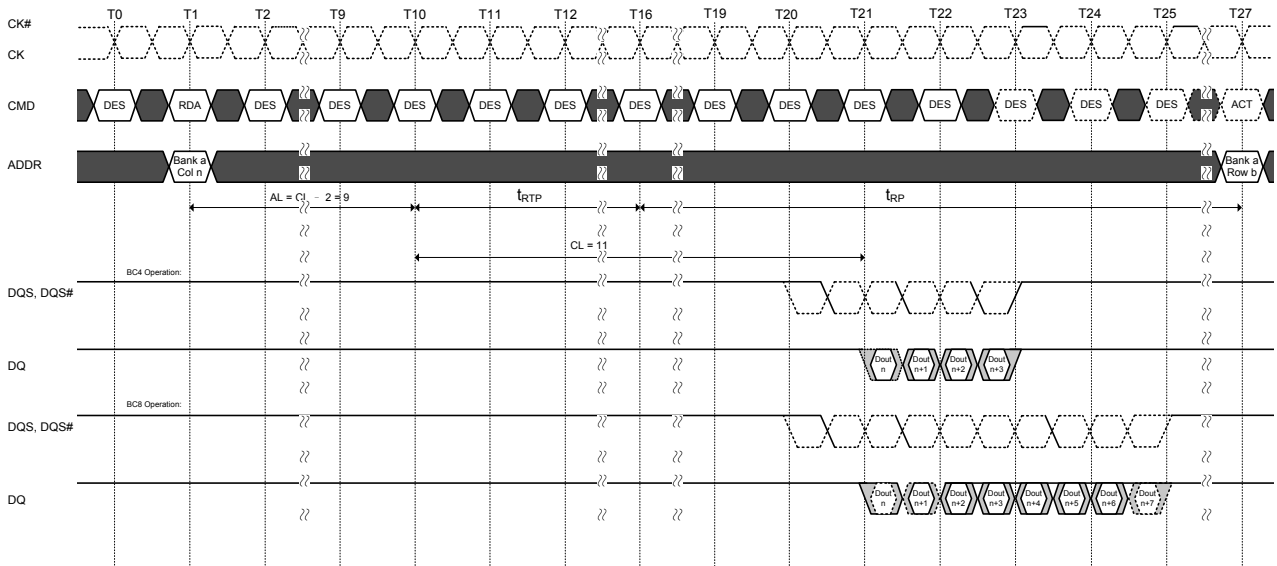 T0 T1 T2 T9 T10 T11 T12 T16 T19 T20 T21 T22 T23 T24 T25 T27
CK#
CK
CMD DES RDA DES DES DES DES DES DES DES DES DES DES DES DES DES ACT
ADDR Bank a Bank a
Col n Row b
AL = CL - 2 = 9 tRTP tRP
CL = 11
BC4 Operation:
DQS, DQS#
DQ Dout Dout Dout Dout
n n+1 n+2 n+3
BC8 Operation:
DQS, DQS#
DQ Dout Dout Dout Dout Dout Dout Dout Dout
n n+1 n+2 n+3 n+4 n+5 n+6 n+7